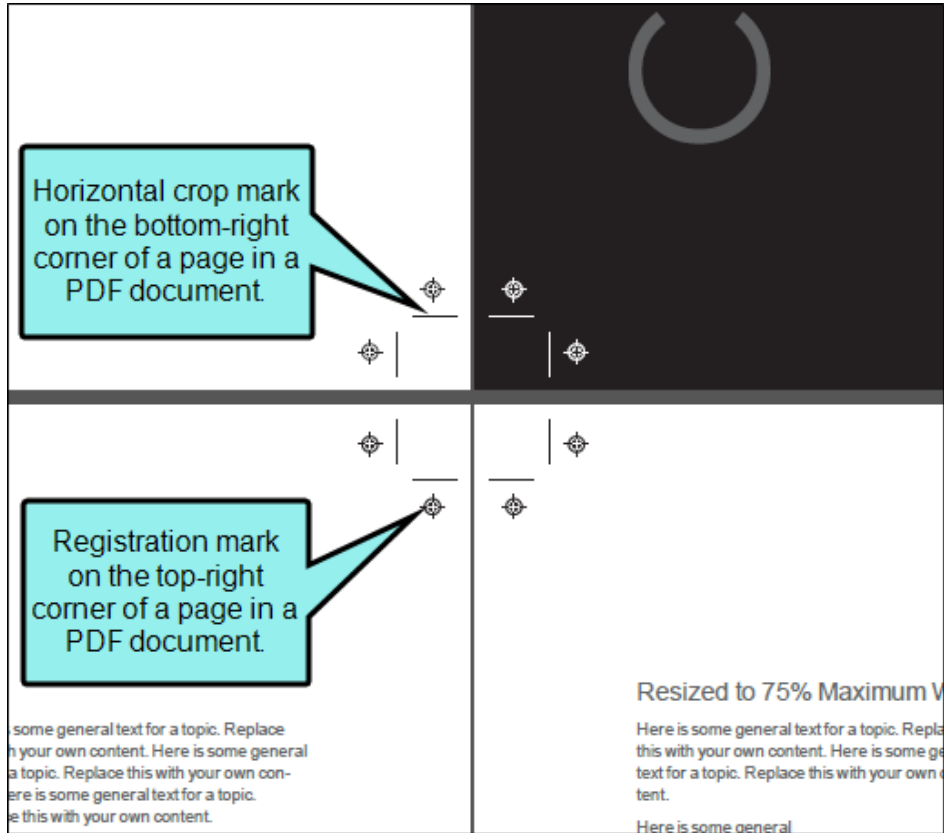 Horizontal crop mark
on the bottom-right
corner of a page in a
PDF document.
Registration mark
on the top-right
corner of a page in a
PDF document.
some general text for a topic. Replace
your own content. Here is some general
a topic. Replace this with your own con-
ere is some general text for a topic.
this with your own content.
Resized to 75% Maximum
Here is some general text for a topic. Repla
this with your own content. Here is some ge
text for a topic. Replace this with your own
tent.
Here is some general